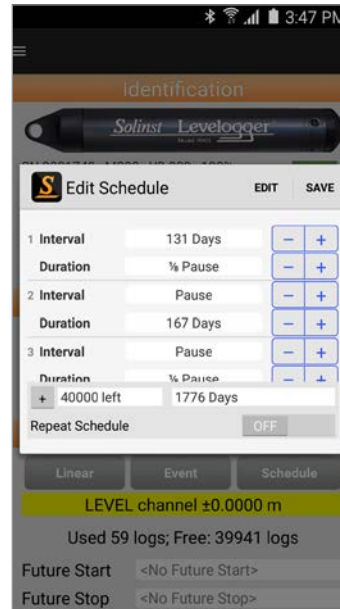 3:47 PM
Identification
Solinst Levelogger
Edit Schedule EDIT SAVE
1 Interval 131 Days - +
Duration ⅛ Pause - +
2 Interval Pause - +
Duration 167 Days - +
3 Interval Pause - +
Duration ⅛ Pause - +
+ 40000 left 1776 Days
Repeat Schedule OFF
Linear Event Schedule
LEVEL channel ±0.0000 m
Used 59 logs; Free: 39941 logs
Future Start <No Future Start>
Future Stop <No Future Stop>